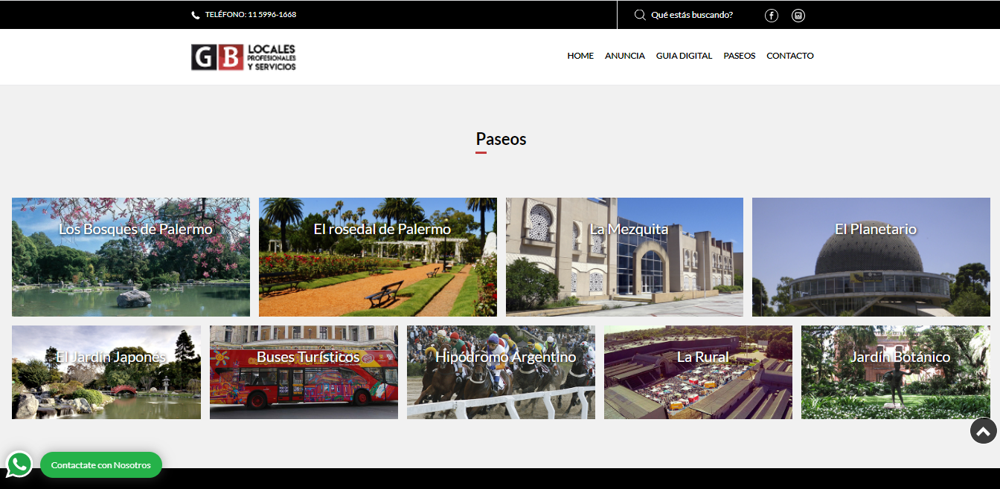 TELÉFONO: 11 5996-1668
Qué estás buscando?
GB LOCALES
PROFESIONALES
Y SERVICIOS
HOME ANUNCIA GUIA DIGITAL PASEOS CONTACTO
Paseos
Los Bosques de Palermo
El rosedal de Palermo
La Mezquita
El Planetario
El Jardín Japonés
Buses Turísticos
Hipódromo Argentino
La Rural
Jardín Botánico
Contactate con Nosotros